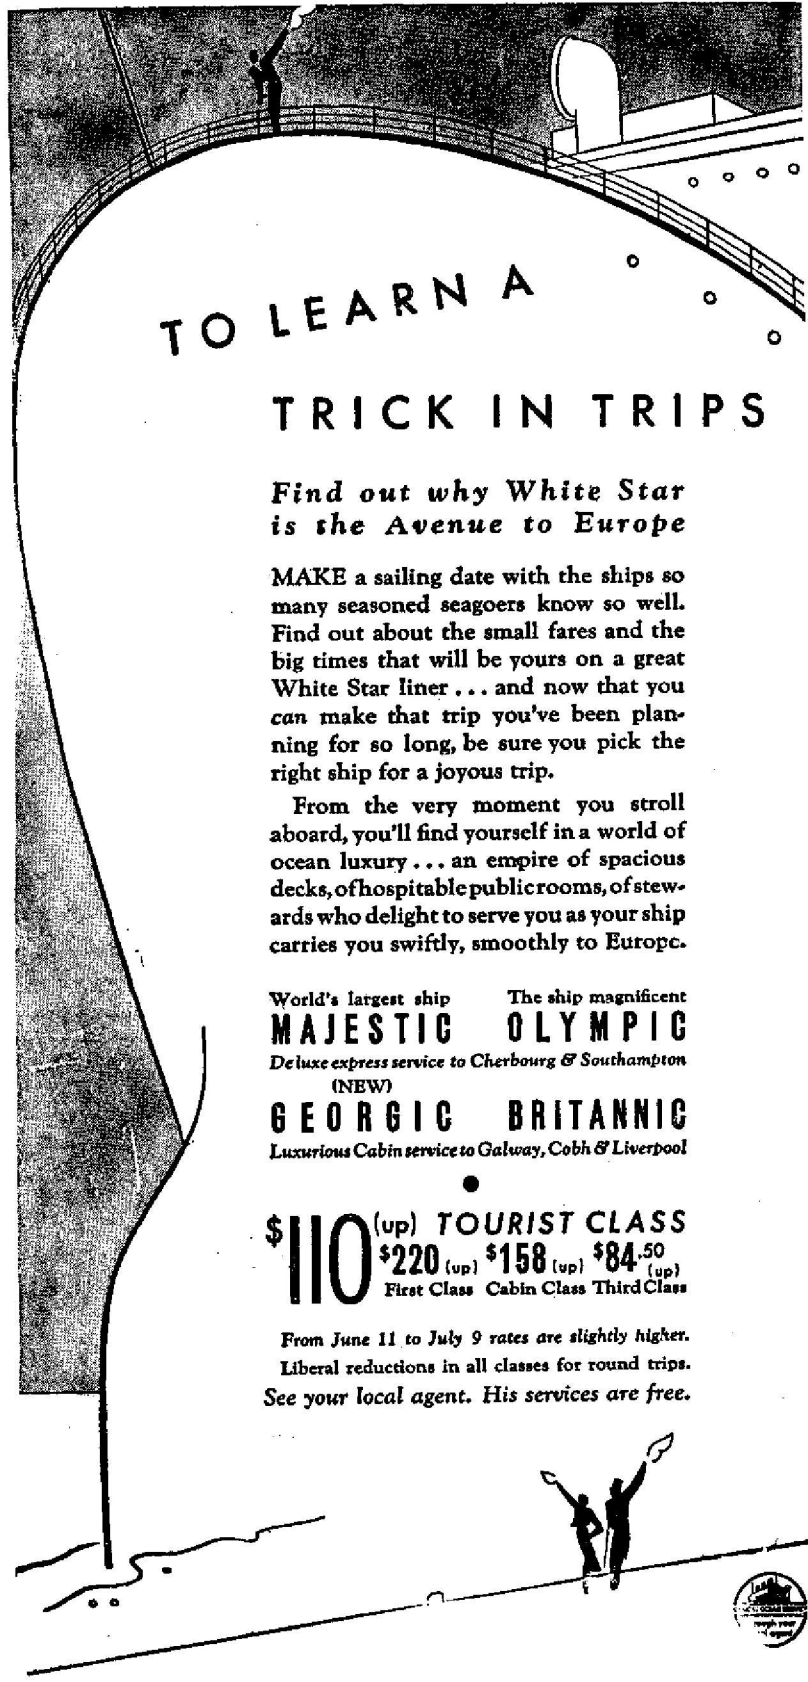 TO LEARN A
TRICK IN TRIPS
Find out why White Star
is the Avenue to Europe
MAKE a sailing date with the ships so
many seasoned seagoers know so well.
Find out about the small fares and the
big times that will be yours on a great
White Star liner . . . and now that you
can make that trip you've been plan-
ning for so long, be sure you pick the
right ship for a joyous trip.
From the very moment you stroll
aboard, you'll find yourself in a world of
ocean luxury . . . an empire of spacious
decks, of hospitable public rooms, of stew-
ards who delight to serve you as your ship
carries you swiftly, smoothly to Europe.
World's largest ship The ship magnificent
MAJESTIC OLYMPIC
De luxe express service to Cherbourg & Southampton
(NEW)
GEORGIC BRITANNIC
Luxurious Cabin service to Galway, Cobh & Liverpool
$110 (up) TOURIST CLASS
$220 (up) $158 (up) $84.50 (up)
First Class Cabin Class Third Class
From June 11 to July 9 rates are slightly higher.
Liberal reductions in all classes for round trips.
See your local agent. His services are free.